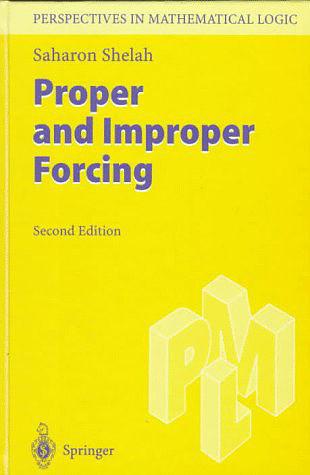 PERSPECTIVES IN MATHEMATICAL LOGIC
Saharon Shelah
Proper
and Improper
Forcing
Second Edition
PML
Springer